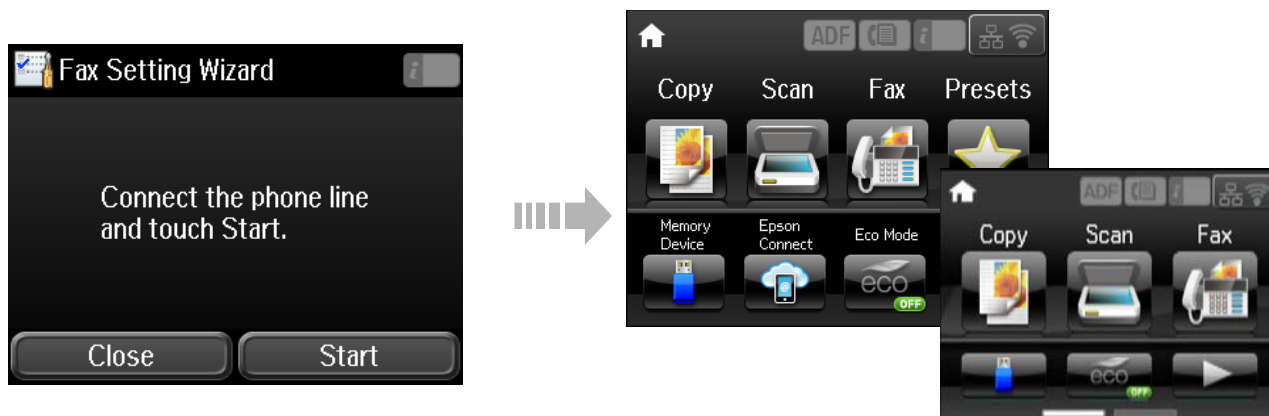 Fax Setting Wizard
i
Connect the phone line
and touch Start.
Close
Start
ADF
i
Copy Scan Fax Presets
Memory
Device
Epson
Connect
Eco Mode
@
eco
OFF
ADF
i
Copy Scan Fax
eco
OFF